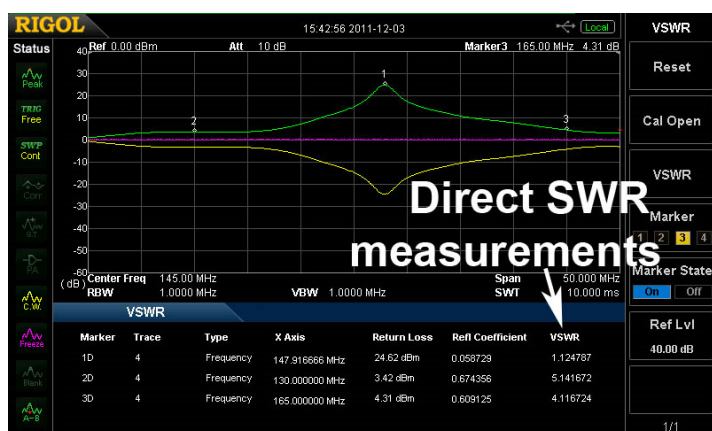 RIGOL 15:42:56 2011-12-03 Local VSWR
Status
Ref 0.00 dBm Att 10 dB Marker3 165.00 MHz 4.31 dB
40
30
20
10
0
-10
-20
-30
-40
-50
-60
(dB)
1
2
3
Peak
TRIG
Free
SWP
Cont
Corr
S.T.
PA
C.W.
Freeze
Blank
A-B
Direct SWR
measurements
Center Freq 145.00 MHz Span 50.000 MHz
RBW 1.0000 MHz VBW 1.0000 MHz SWT 10.000 ms
VSWR
Marker Trace Type X Axis Return Loss Refl Coefficient VSWR
1D 4 Frequency 147.916666 MHz 24.62 dBm 0.058729 1.124787
2D 4 Frequency 130.000000 MHz 3.42 dBm 0.674356 5.141672
3D 4 Frequency 165.000000 MHz 4.31 dBm 0.609125 4.116724
Reset
Cal Open
VSWR
Marker
1 2 3 4
Marker State
On Off
Ref Lvl
40.00 dB
1/1